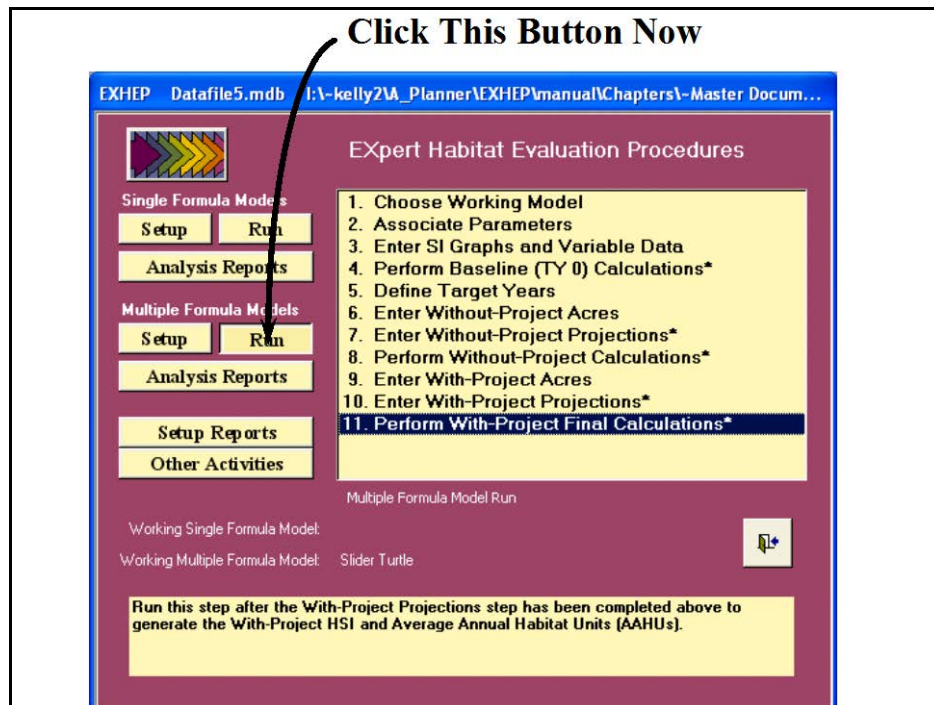 Click This Button Now
EXHEP Datafile5.mdb I:\~kelly2\A_Planner\EXHEP\manual\Chapters\~Master Docum...
EXpert Habitat Evaluation Procedures
Single Formula Models
Setup Run
Analysis Reports
Multiple Formula Models
Setup Run
Analysis Reports
Setup Reports
Other Activities
1. Choose Working Model
2. Associate Parameters
3. Enter SI Graphs and Variable Data
4. Perform Baseline (TY 0) Calculations*
5. Define Target Years
6. Enter Without-Project Acres
7. Enter Without-Project Projections*
8. Perform Without-Project Calculations*
9. Enter With-Project Acres
10. Enter With-Project Projections*
11. Perform With-Project Final Calculations*
Multiple Formula Model Run
Working Single Formula Model:
Working Multiple Formula Model: Slider Turtle
Run this step after the With-Project Projections step has been completed above to
generate the With-Project HSI and Average Annual Habitat Units (AAHUs).